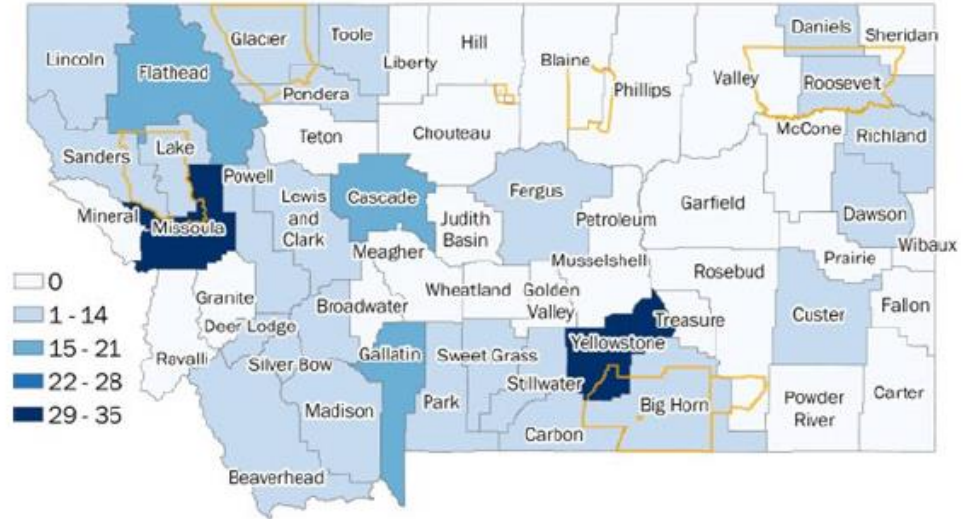 Glacier
Toole
Daniels
Sheridan
Lincoln
Flathead
Liberty
Hill
Blaine
Phillips
Valley
Roosevelt
Pondera
Teton
Chouteau
McCone
Richland
Sanders
Lake
Powell
Lewis
and
Clark
Cascade
Fergus
Garfield
Dawson
Mineral
Missoula
Judith
Basin
Petroleum
Wibaux
Meagher
Musselshell
Prairie
Granite
Broadwater
Wheatland
Golden
Valley
Rosebud
Fallon
Deer Lodge
Treasure
Custer
Ravalli
Silver Bow
Gallatin
Sweet Grass
Yellowstone
Stillwater
Madison
Park
Big Horn
Powder
River
Carter
Carbon
Beaverhead
0
1 - 14
15 - 21
22 - 28
29 - 35